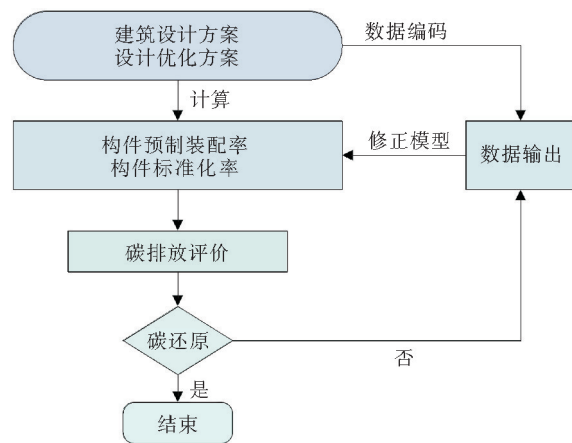 建筑设计方案
设计优化方案
数据编码
计算
构件预制装配率
构件标准化率
修正模型
数据输出
碳排放评价
碳还原
否
是
结束